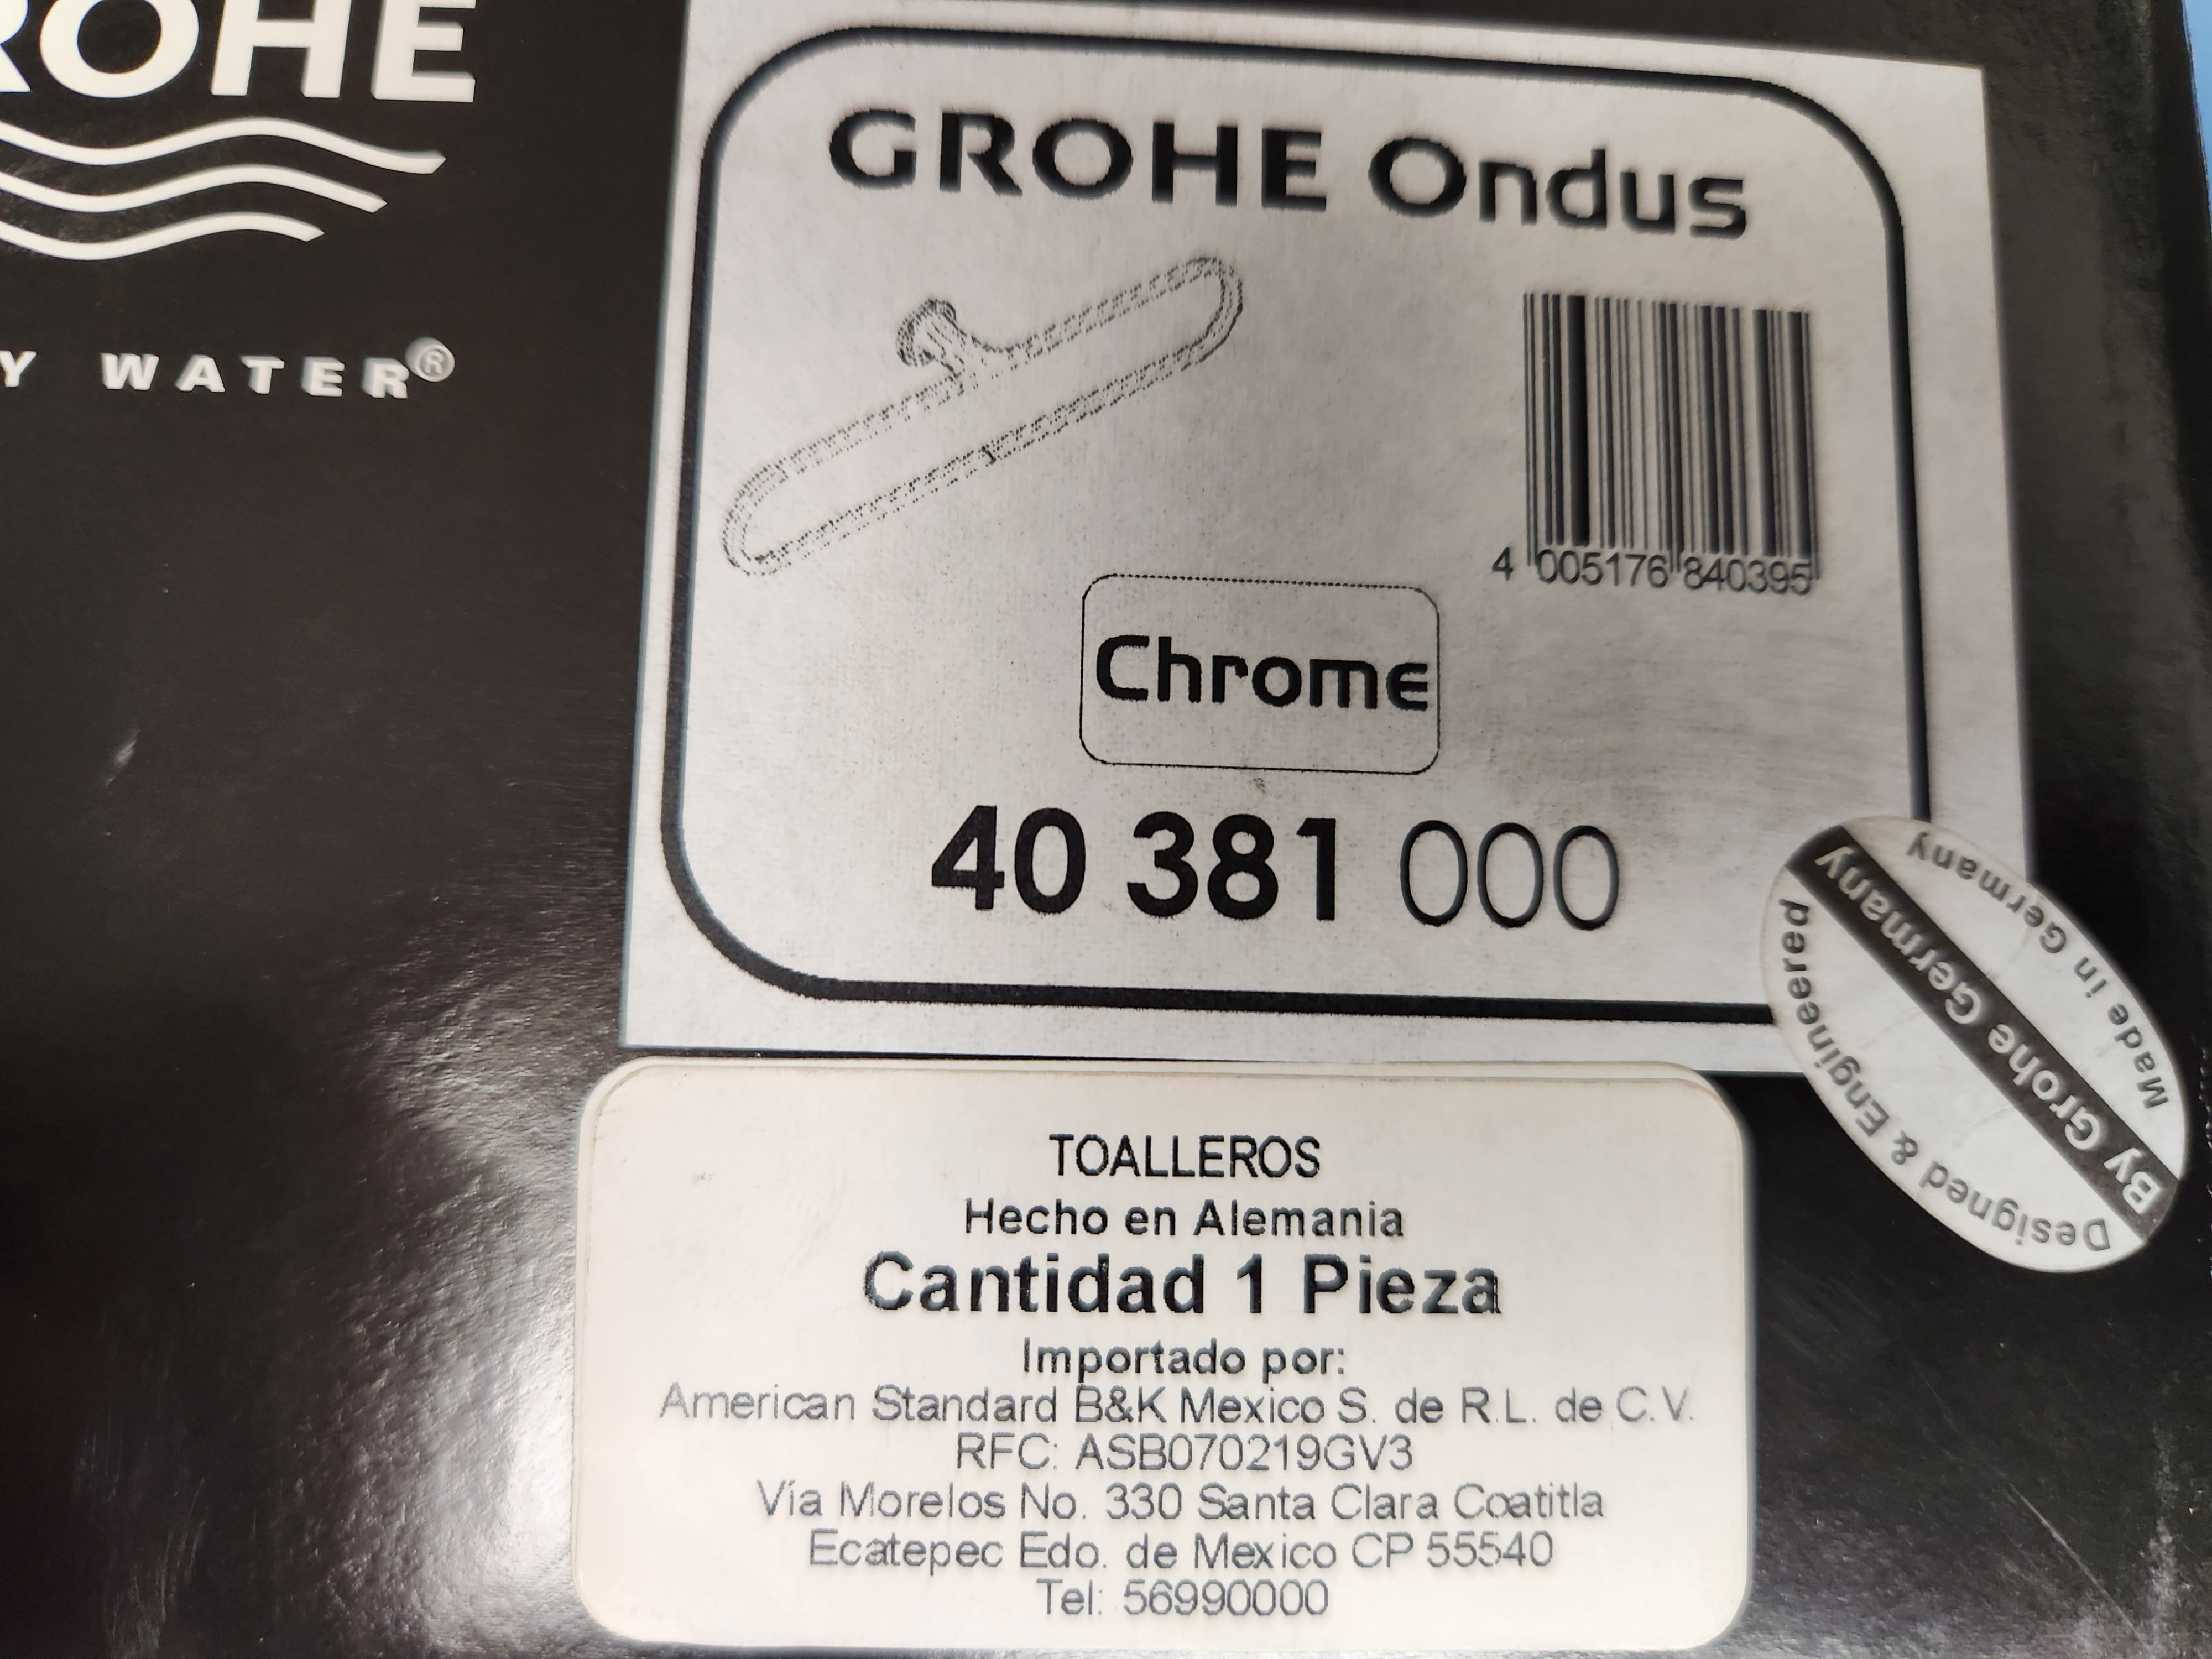 ROHE
Y WATER®
GROHE Ondus
4 005176 840395
Chrome
40 381 000
Designed & Engineered
By Grohe Germany
Made in Germany
TOALLEROS
Hecho en Alemania
Cantidad 1 Pieza
Importado por:
American Standard B&K Mexico S. de R.L. de C.V.
RFC: ASB070219GV3
Vía Morelos No. 330 Santa Clara Coatitla
Ecatepec Edo. de Mexico CP 55540
Tel: 56990000